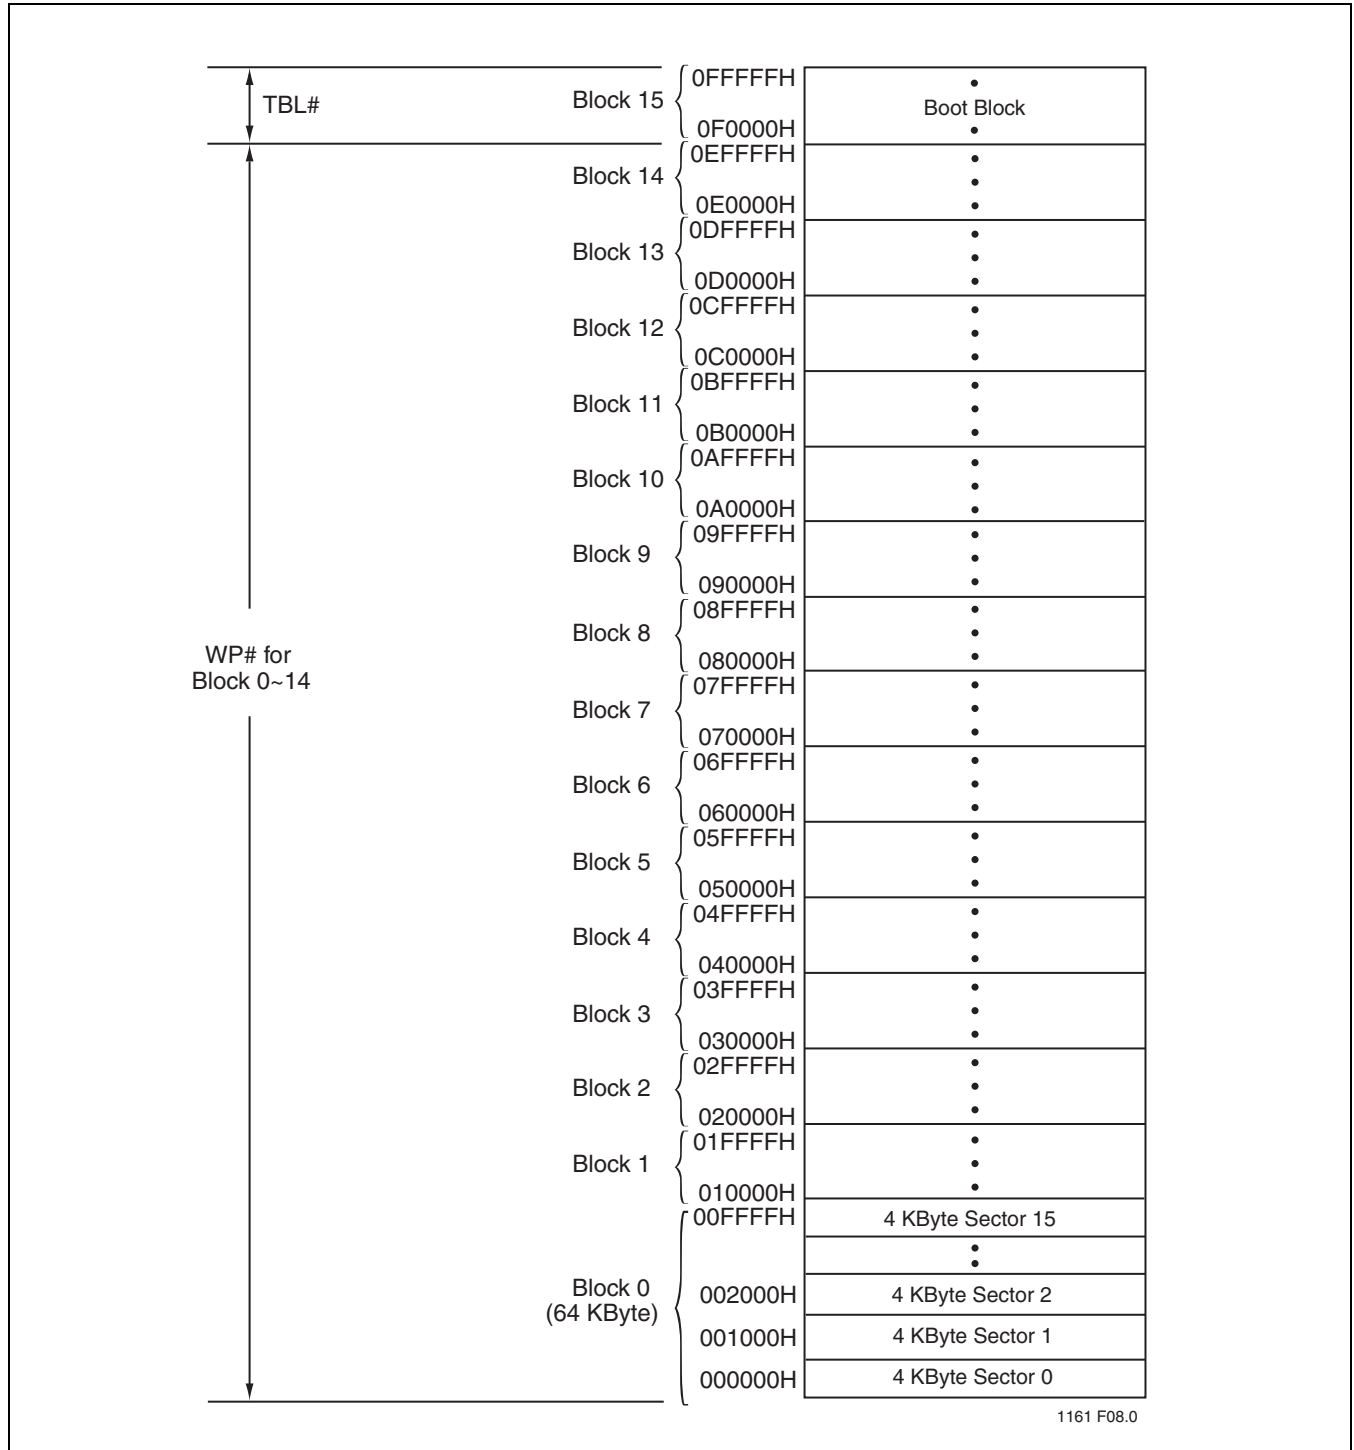 TBL#
Block 15
0FFFFFH
0F0000H
Boot Block
Block 14
0EFFFFH
0E0000H
Block 13
0DFFFFH
0D0000H
Block 12
0CFFFFH
0C0000H
Block 11
0BFFFFH
0B0000H
Block 10
0AFFFFH
0A0000H
Block 9
09FFFFH
090000H
Block 8
08FFFFH
080000H
WP# for
Block 0~14
Block 7
07FFFFH
070000H
Block 6
06FFFFH
060000H
Block 5
05FFFFH
050000H
Block 4
04FFFFH
040000H
Block 3
03FFFFH
030000H
Block 2
02FFFFH
020000H
Block 1
01FFFFH
010000H
Block 0
(64 KByte)
00FFFFH
4 KByte Sector 15
002000H
4 KByte Sector 2
001000H
4 KByte Sector 1
000000H
4 KByte Sector 0
1161 F08.0